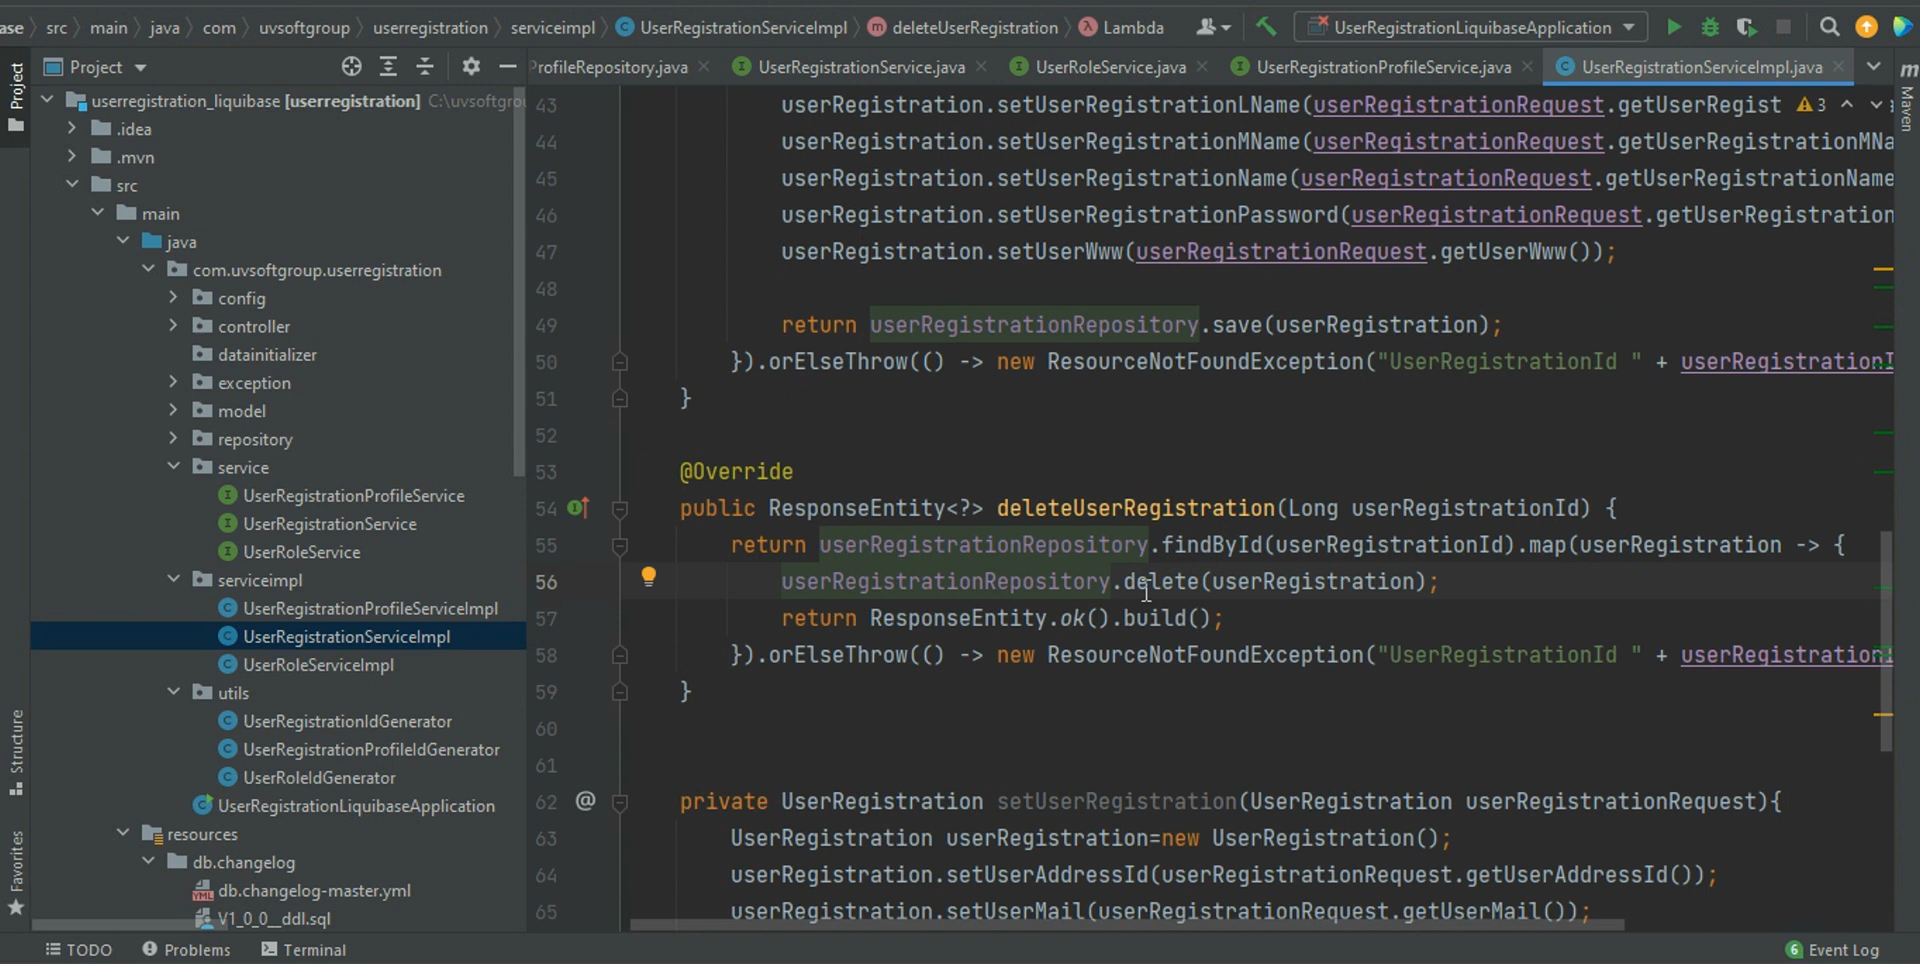 ase src main java com uvsoftgroup userregistration serviceimpl UserRegistrationServiceImpl deleteUserRegistration Lambda UserRegistrationLiquibaseApplication
Project
rofileRepository.java UserRegistrationService.java UserRoleService.java UserRegistrationProfileService.java UserRegistrationServiceImpl.java
Project
Structure
Favorites
Maven
userregistration_liquibase [userregistration] C:\uvsoftgro
.idea
.mvn
src
main
java
com.uvsoftgroup.userregistration
config
controller
datainitializer
exception
model
repository
service
UserRegistrationProfileService
UserRegistrationService
UserRoleService
serviceimpl
UserRegistrationProfileServiceImpl
UserRegistrationServiceImpl
UserRoleServiceImpl
utils
UserRegistrationIdGenerator
UserRegistrationProfileIdGenerator
UserRoleIdGenerator
UserRegistrationLiquibaseApplication
resources
db.changelog
db.changelog-master.yml
V1_0_0__ddl.sql
43 userRegistration.setUserRegistrationLName(userRegistrationRequest.getUserRegist 3
44 userRegistration.setUserRegistrationMName(userRegistrationRequest.getUserRegistrationMNa
45 userRegistration.setUserRegistrationName(userRegistrationRequest.getUserRegistrationName
46 userRegistration.setUserRegistrationPassword(userRegistrationRequest.getUserRegistration
47 userRegistration.setUserWww(userRegistrationRequest.getUserWww());
48
49 return userRegistrationRepository.save(userRegistration);
50 }).orElseThrow(() -> new ResourceNotFoundException("UserRegistrationId " + userRegistrationI
51 }
52
53 @Override
54 public ResponseEntity<?> deleteUserRegistration(Long userRegistrationId) {
55 return userRegistrationRepository.findById(userRegistrationId).map(userRegistration -> {
56 userRegistrationRepository.delete(userRegistration);
57 return ResponseEntity.ok().build();
58 }).orElseThrow(() -> new ResourceNotFoundException("UserRegistrationId " + userRegistrationI
59 }
60
61
62 @ private UserRegistration setUserRegistration(UserRegistration userRegistrationRequest){
63 UserRegistration userRegistration=new UserRegistration();
64 userRegistration.setUserAddressId(userRegistrationRequest.getUserAddressId());
65 userRegistration.setUserMail(userRegistrationRequest.getUserMail());
TODO Problems Terminal 6 Event Log